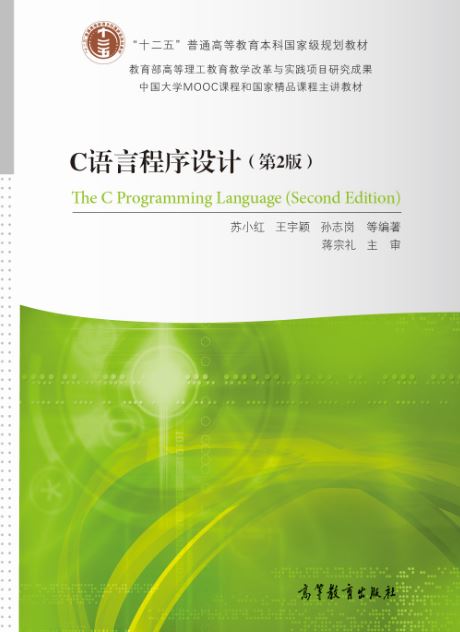 十二五
“十二五”普通高等教育本科国家级规划教材
教育部高等理工教育教学改革与实践项目研究成果
中国大学MOOC课程和国家精品课程主讲教材
C语言程序设计（第2版）
The C Programming Language (Second Edition)
苏小红 王宇颖 孙志岗 等编著
蒋宗礼 主 审
高等教育出版社